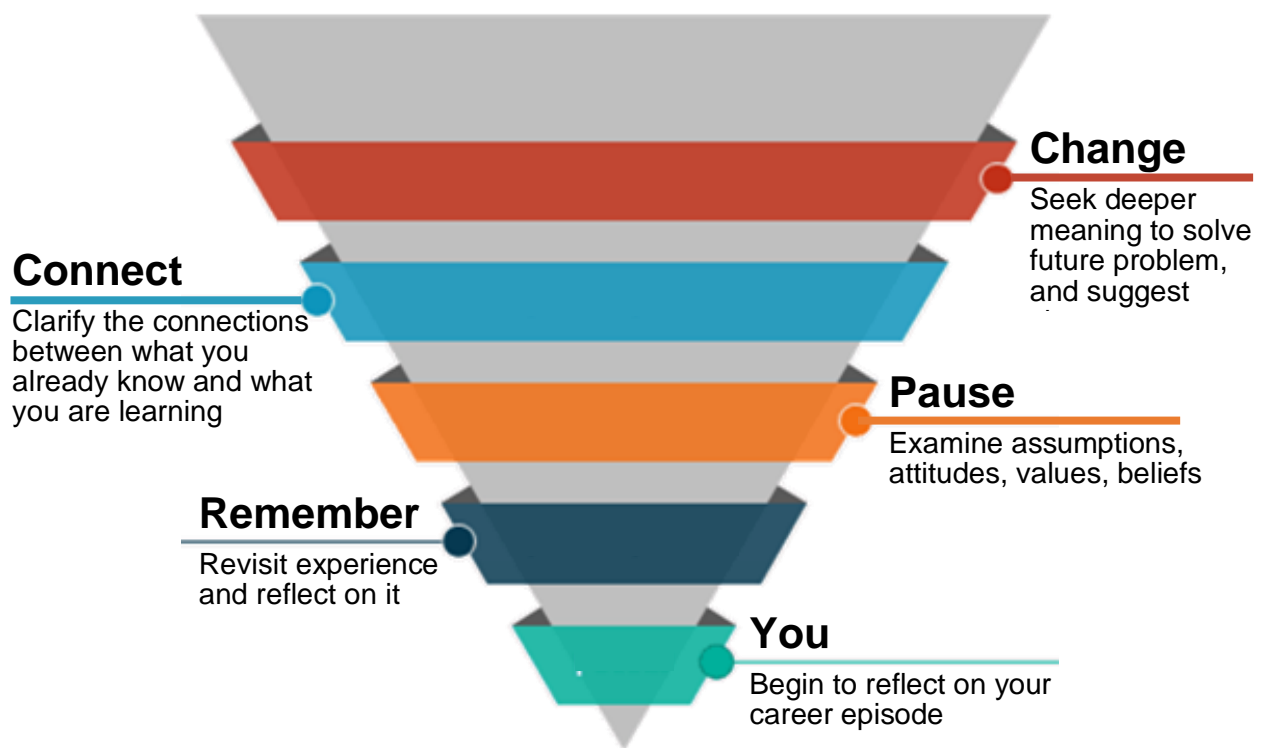 Change
Seek deeper
meaning to solve
future problem,
and suggest
Connect
Clarify the connections
between what you
already know and what
you are learning
Pause
Examine assumptions,
attitudes, values, beliefs
Remember
Revisit experience
and reflect on it
You
Begin to reflect on your
career episode